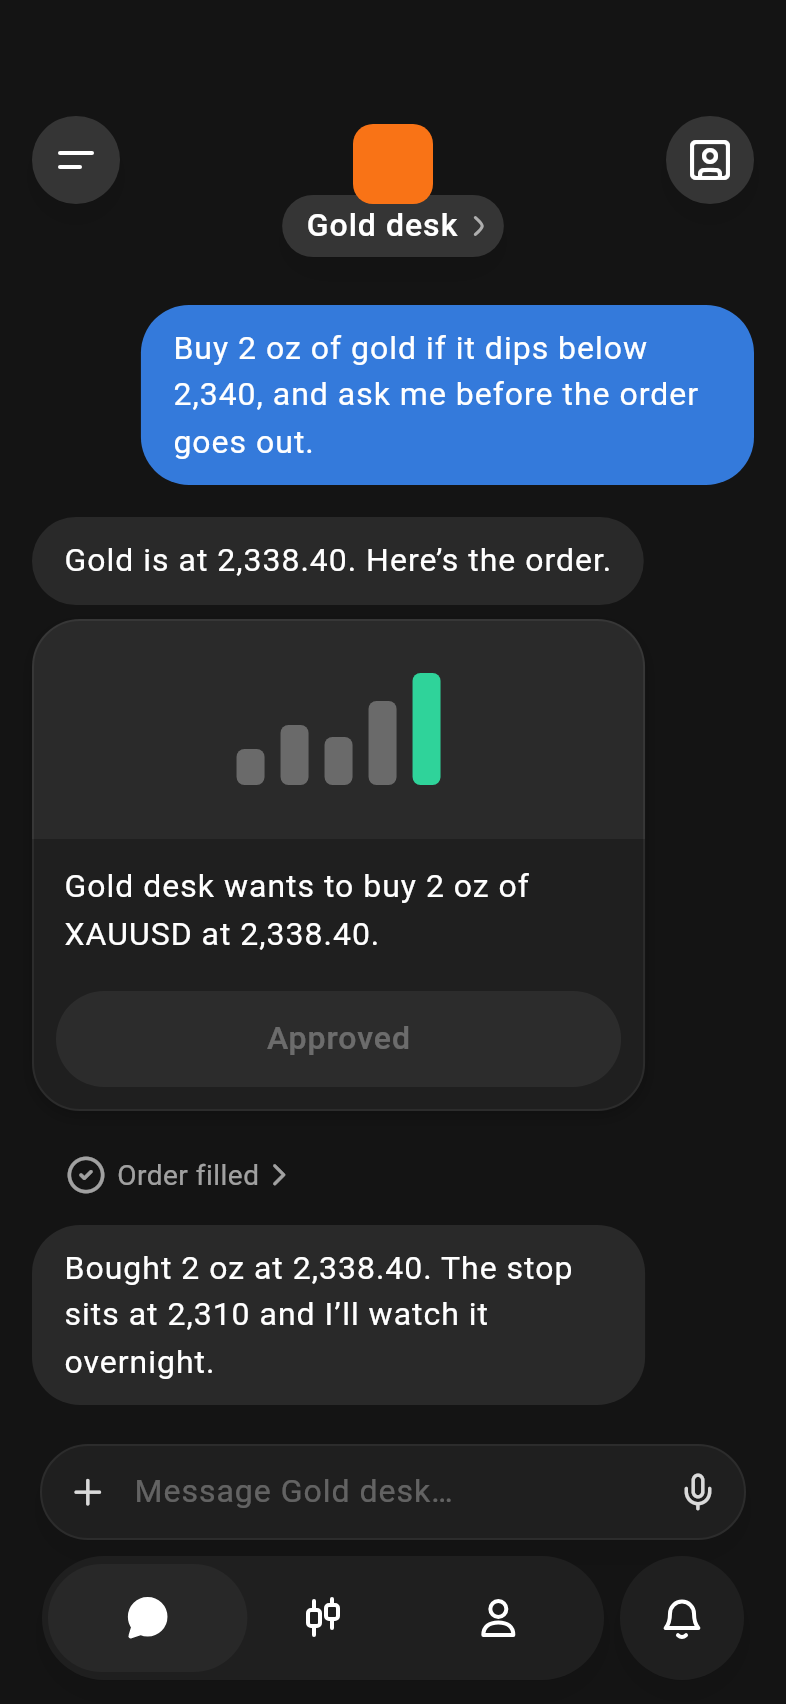 Gold desk
Buy 2 oz of gold if it dips below
2,340, and ask me before the order
goes out.
Gold is at 2,338.40. Here’s the order.
Gold desk wants to buy 2 oz of
XAUUSD at 2,338.40.
Approved
Order filled
Bought 2 oz at 2,338.40. The stop
sits at 2,310 and I’ll watch it
overnight.
Message Gold desk…